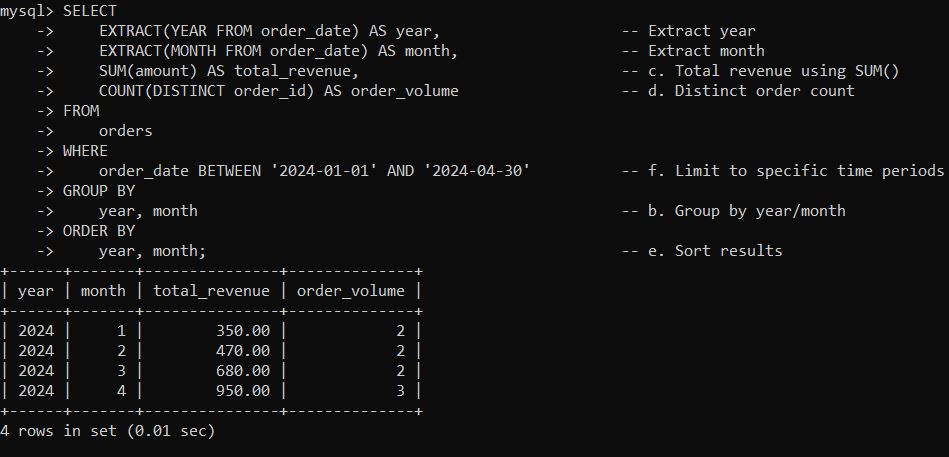 mysql> SELECT
    ->     EXTRACT(YEAR FROM order_date) AS year,                    -- Extract year
    ->     EXTRACT(MONTH FROM order_date) AS month,                  -- Extract month
    ->     SUM(amount) AS total_revenue,                             -- c. Total revenue using SUM()
    ->     COUNT(DISTINCT order_id) AS order_volume                  -- d. Distinct order count
    -> FROM
    ->     orders
    -> WHERE
    ->     order_date BETWEEN '2024-01-01' AND '2024-04-30'          -- f. Limit to specific time periods
    -> GROUP BY
    ->     year, month                                               -- b. Group by year/month
    -> ORDER BY
    ->     year, month;                                              -- e. Sort results
+------+-------+---------------+--------------+
| year | month | total_revenue | order_volume |
+------+-------+---------------+--------------+
| 2024 |     1 |        350.00 |            2 |
| 2024 |     2 |        470.00 |            2 |
| 2024 |     3 |        680.00 |            2 |
| 2024 |     4 |        950.00 |            3 |
+------+-------+---------------+--------------+
4 rows in set (0.01 sec)